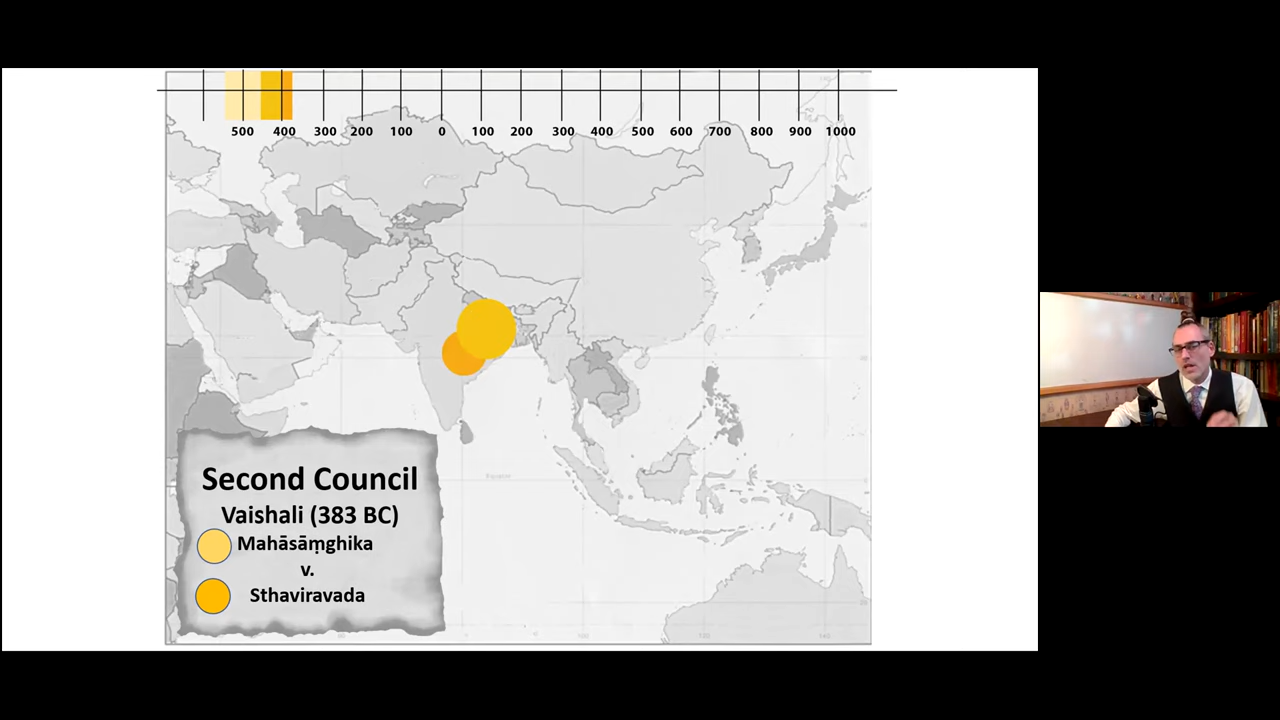 500 400 300 200 100 0 100 200 300 400 500 600 700 800 900 1000
Equator
Second Council
Vaishali (383 BC)
Mahāsāṃghika
v.
Sthaviravada